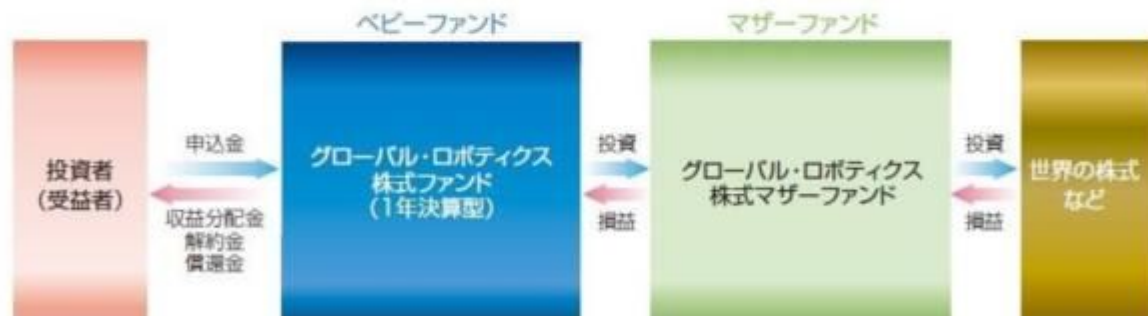 ベビーファンド
マザーファンド
投資者
(受益者)
申込金
収益分配金
解約金
償還金
グローバル・ロボティクス
株式ファンド
(1年決算型)
投資
損益
グローバル・ロボティクス
株式マザーファンド
投資
損益
世界の株式
など